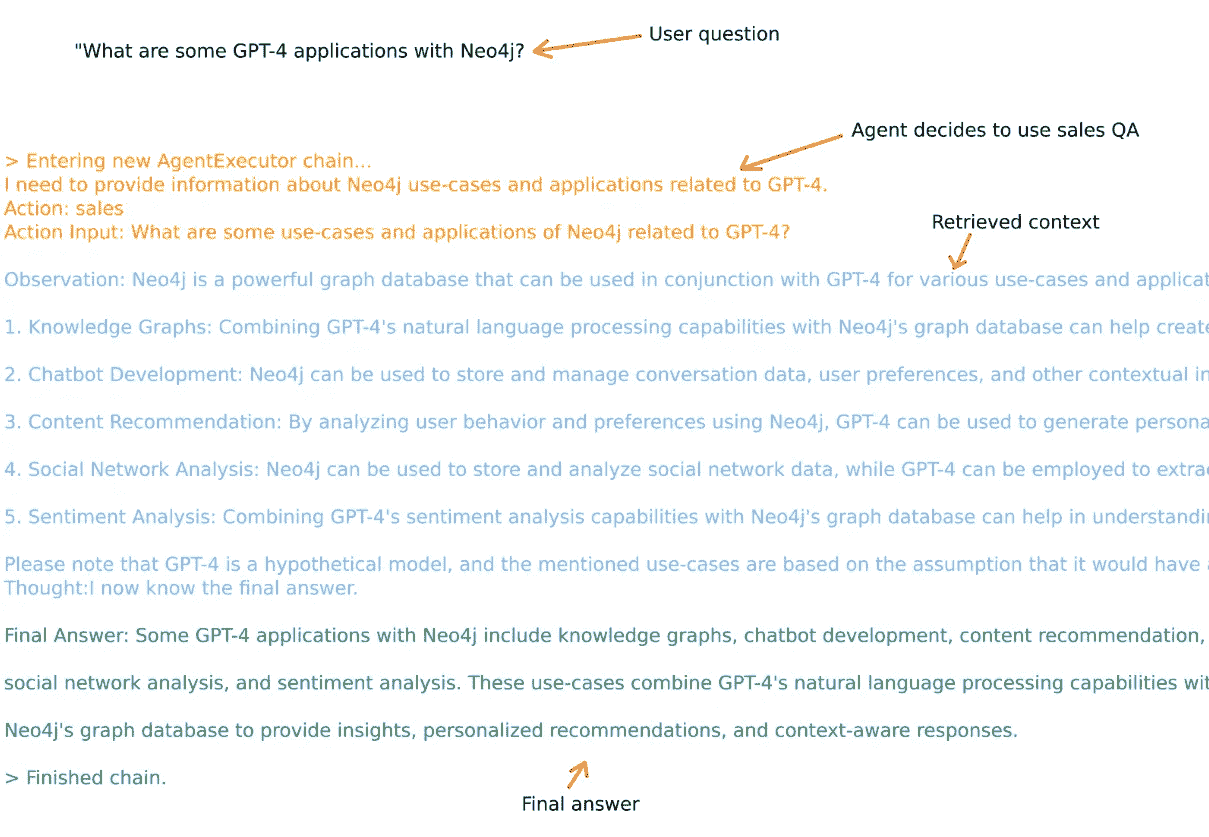 User question
"What are some GPT-4 applications with Neo4j?
Agent decides to use sales QA
> Entering new AgentExecutor chain...
I need to provide information about Neo4j use-cases and applications related to GPT-4.
Action: sales
Retrieved context
Action Input: What are some use-cases and applications of Neo4j related to GPT-4?
Observation: Neo4j is a powerful graph database that can be used in conjunction with GPT-4 for various use-cases and applicat
1. Knowledge Graphs: Combining GPT-4's natural language processing capabilities with Neo4j's graph database can help create
2. Chatbot Development: Neo4j can be used to store and manage conversation data, user preferences, and other contextual in
3. Content Recommendation: By analyzing user behavior and preferences using Neo4j, GPT-4 can be used to generate persona
4. Social Network Analysis: Neo4j can be used to store and analyze social network data, while GPT-4 can be employed to extra
5. Sentiment Analysis: Combining GPT-4's sentiment analysis capabilities with Neo4j's graph database can help in understandi
Please note that GPT-4 is a hypothetical model, and the mentioned use-cases are based on the assumption that it would have a
Thought:I now know the final answer.
Final Answer: Some GPT-4 applications with Neo4j include knowledge graphs, chatbot development, content recommendation,
social network analysis, and sentiment analysis. These use-cases combine GPT-4's natural language processing capabilities wit
Neo4j's graph database to provide insights, personalized recommendations, and context-aware responses.
> Finished chain.
Final answer